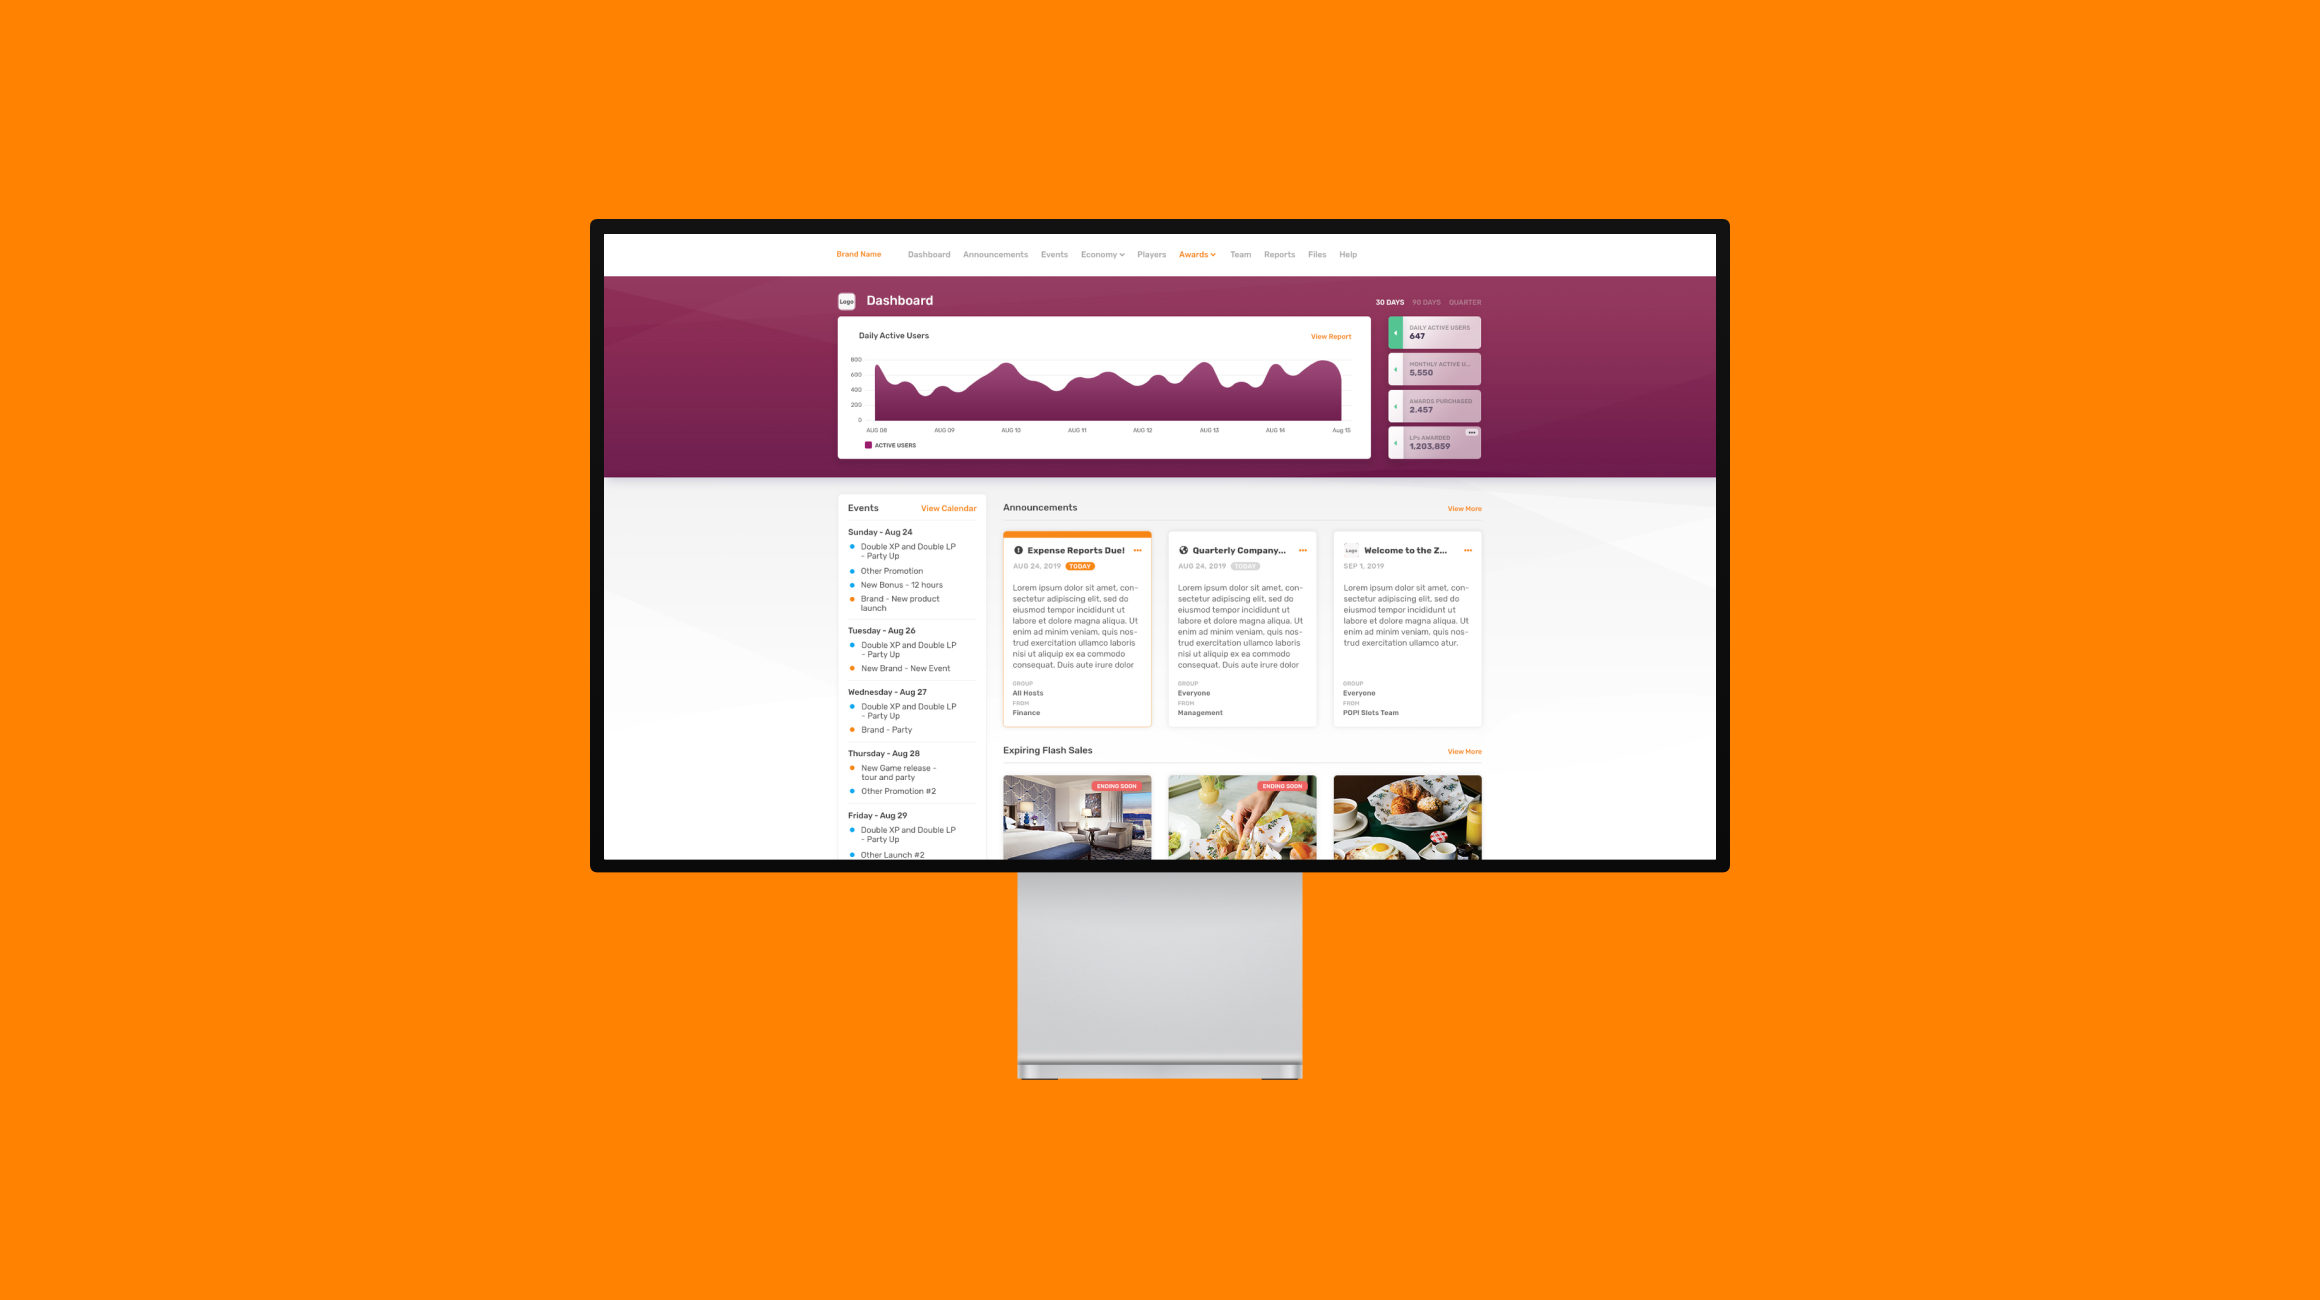 Brand Name Dashboard Announcements Events Economy Players Awards Team Reports Files Help
Logo Dashboard
30 DAYS 90 DAYS QUARTER
Daily Active Users View Report
800
600
400
200
0
AUG 08 AUG 09 AUG 10 AUG 11 AUG 12 AUG 13 AUG 14 Aug 15
ACTIVE USERS
DAILY ACTIVE USERS
647
MONTHLY ACTIVE U...
5,550
AWARDS PURCHASED
2.457
LPs AWARDED
1,203,859
Events View Calendar
Sunday - Aug 24
Double XP and Double LP
- Party Up
Other Promotion
New Bonus - 12 hours
Brand - New product
launch
Tuesday - Aug 26
Double XP and Double LP
- Party Up
New Brand - New Event
Wednesday - Aug 27
Double XP and Double LP
- Party Up
Brand - Party
Thursday - Aug 28
New Game release -
tour and party
Other Promotion #2
Friday - Aug 29
Double XP and Double LP
- Party Up
Other Launch #2
Announcements View More
Expense Reports Due!
AUG 24, 2019 TODAY
Lorem ipsum dolor sit amet, con-
sectetur adipiscing elit, sed do
eiusmod tempor incididunt ut
labore et dolore magna aliqua. Ut
enim ad minim veniam, quis nos-
trud exercitation ullamco laboris
nisi ut aliquip ex ea commodo
consequat. Duis aute irure dolor
GROUP
All Hosts
FROM
Finance
Quarterly Company...
AUG 24, 2019 TODAY
Lorem ipsum dolor sit amet, con-
sectetur adipiscing elit, sed do
eiusmod tempor incididunt ut
labore et dolore magna aliqua. Ut
enim ad minim veniam, quis nos-
trud exercitation ullamco laboris
nisi ut aliquip ex ea commodo
consequat. Duis aute irure dolor
GROUP
Everyone
FROM
Management
Logo Welcome to the Z...
SEP 1, 2019
Lorem ipsum dolor sit amet, con-
sectetur adipiscing elit, sed do
eiusmod tempor incididunt ut
labore et dolore magna aliqua. Ut
enim ad minim veniam, quis nos-
trud exercitation ullamco atur.
GROUP
Everyone
FROM
POP! Slots Team
Expiring Flash Sales View More
ENDING SOON
ENDING SOON